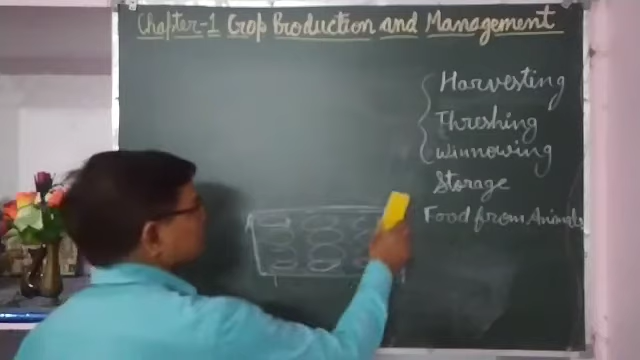 Chapter-1 Crop Production and Management
Harvesting
Threshing
Winnowing
Storage
Food from Animals